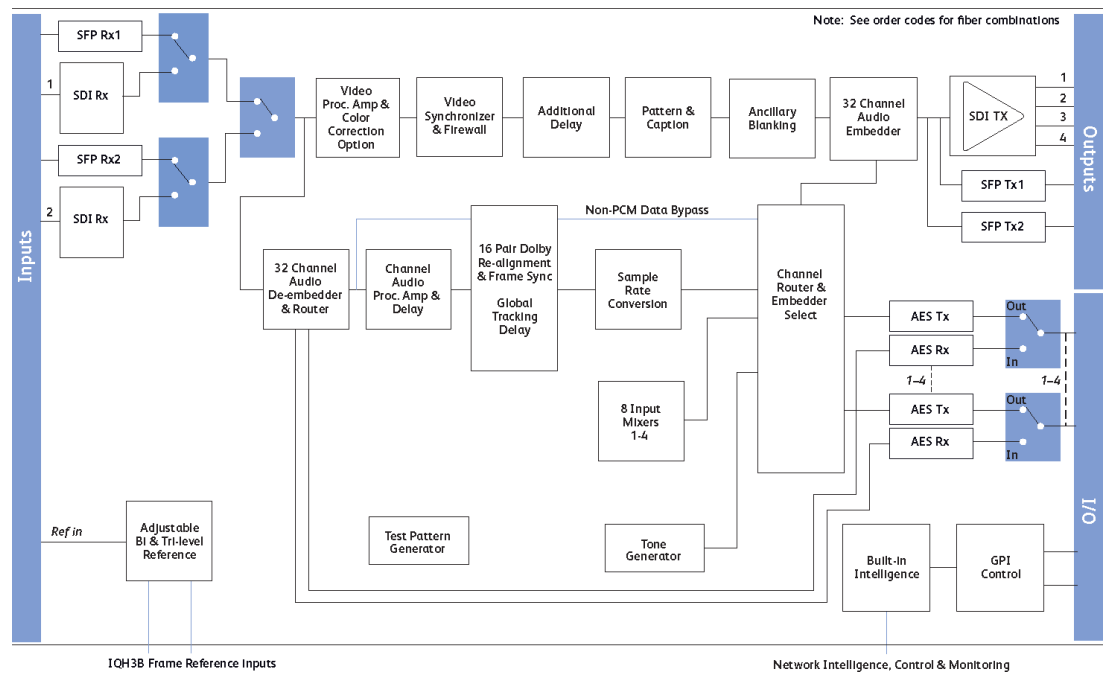 Note: See order codes for fiber combinations
Inputs
SFP Rx1
1
SDI Rx
SFP Rx2
2
SDI Rx
Video
Proc. Amp &
Color
Correction
Option
Video
Synchronizer
& Firewall
Additional
Delay
Pattern &
Caption
Ancillary
Blanking
32 Channel
Audio
Embedder
SDI TX
1
2
3
4
SFP Tx1
SFP Tx2
Outputs
Non-PCM Data Bypass
32 Channel
Audio
De-embedder
& Router
Channel
Audio
Proc. Amp &
Delay
16 Pair Dolby
Re-alignment
& Frame Sync
Global
Tracking
Delay
Sample
Rate
Conversion
Channel
Router &
Embedder
Select
8 Input
Mixers
1-4
AES Tx
AES Rx
1–4
AES Tx
AES Rx
Out
In
1–4
Out
In
I/O
Ref in
Adjustable
Bi & Tri-level
Reference
Test Pattern
Generator
Tone
Generator
Built-in
Intelligence
GPI
Control
IQH3B Frame Reference Inputs
Network Intelligence, Control & Monitoring